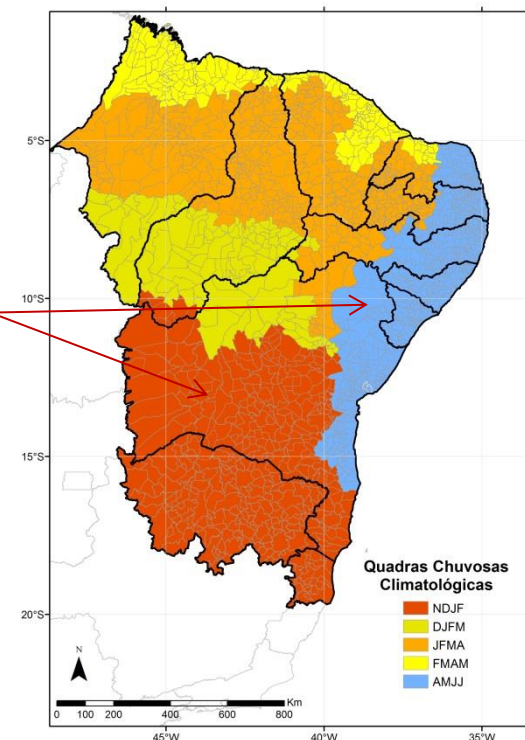 5°S
10°S
15°S
20°S
Quadras Chuvosas
Climatológicas
NDJF
DJFM
JFMA
FMAM
AMJJ
N
Km
0 100 200 400 600 800
45°W 40°W 35°W